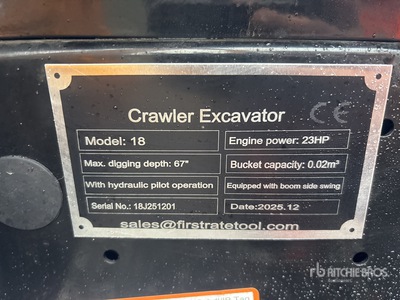 Crawler Excavator CE
Model: 18
Engine power: 23HP
Max. digging depth: 67"
Bucket capacity: 0.02m³
With hydraulic pilot operation
Equipped with boom side swing
Serial No.: 18J251201
Date:2025.12
sales@firstratetool.com
rb RITCHIE BROS.